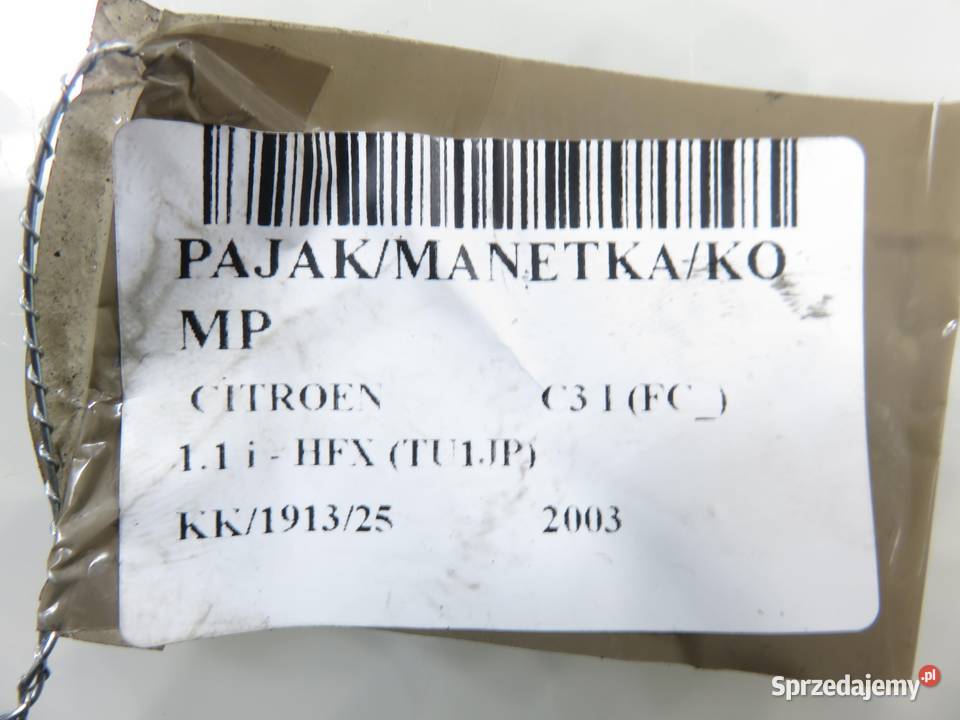 PAJAK/MANETKA/KO
MP
CITROEN C3 I (FC_)
1.1 i - HFX (TU1JP)
KK/1913/25 2003
Sprzedajemy.pl